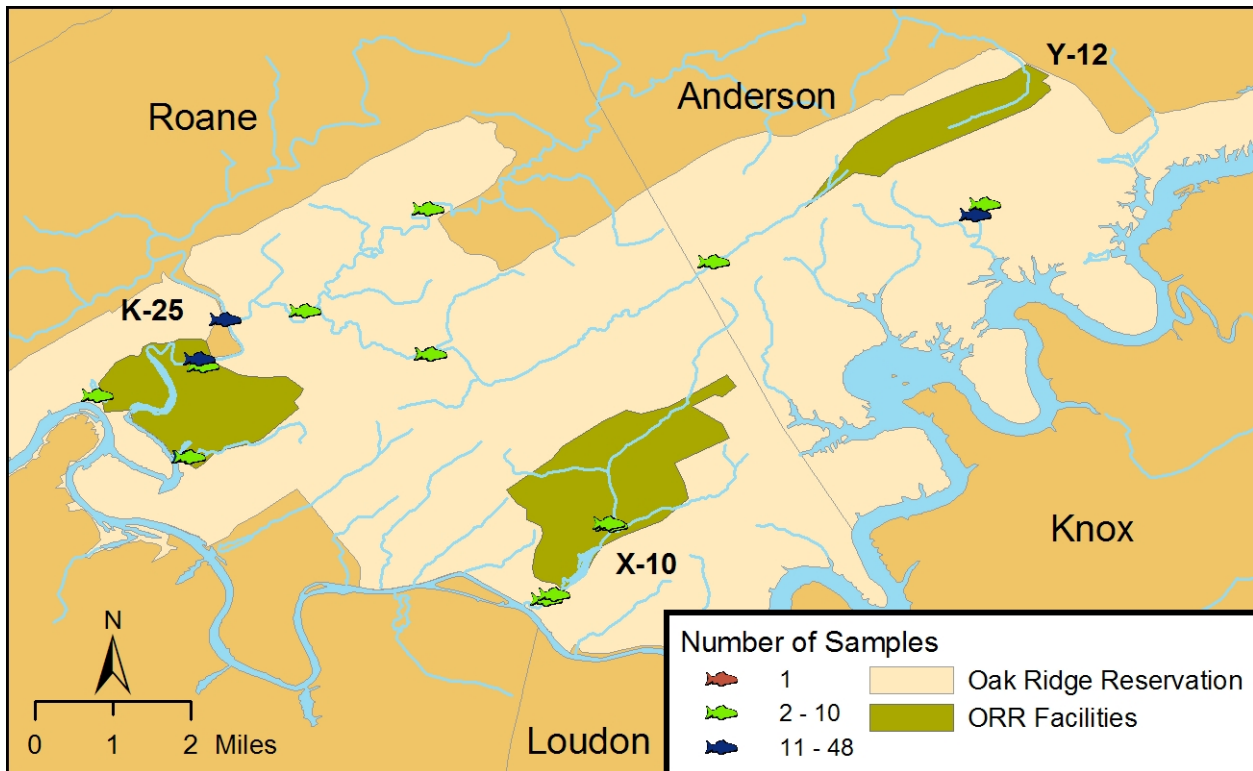 Y-12
Anderson
Roane
K-25
Knox
X-10
N
0 1 2 Miles
Loudon
Number of Samples
1
2 - 10
11 - 48
Oak Ridge Reservation
ORR Facilities